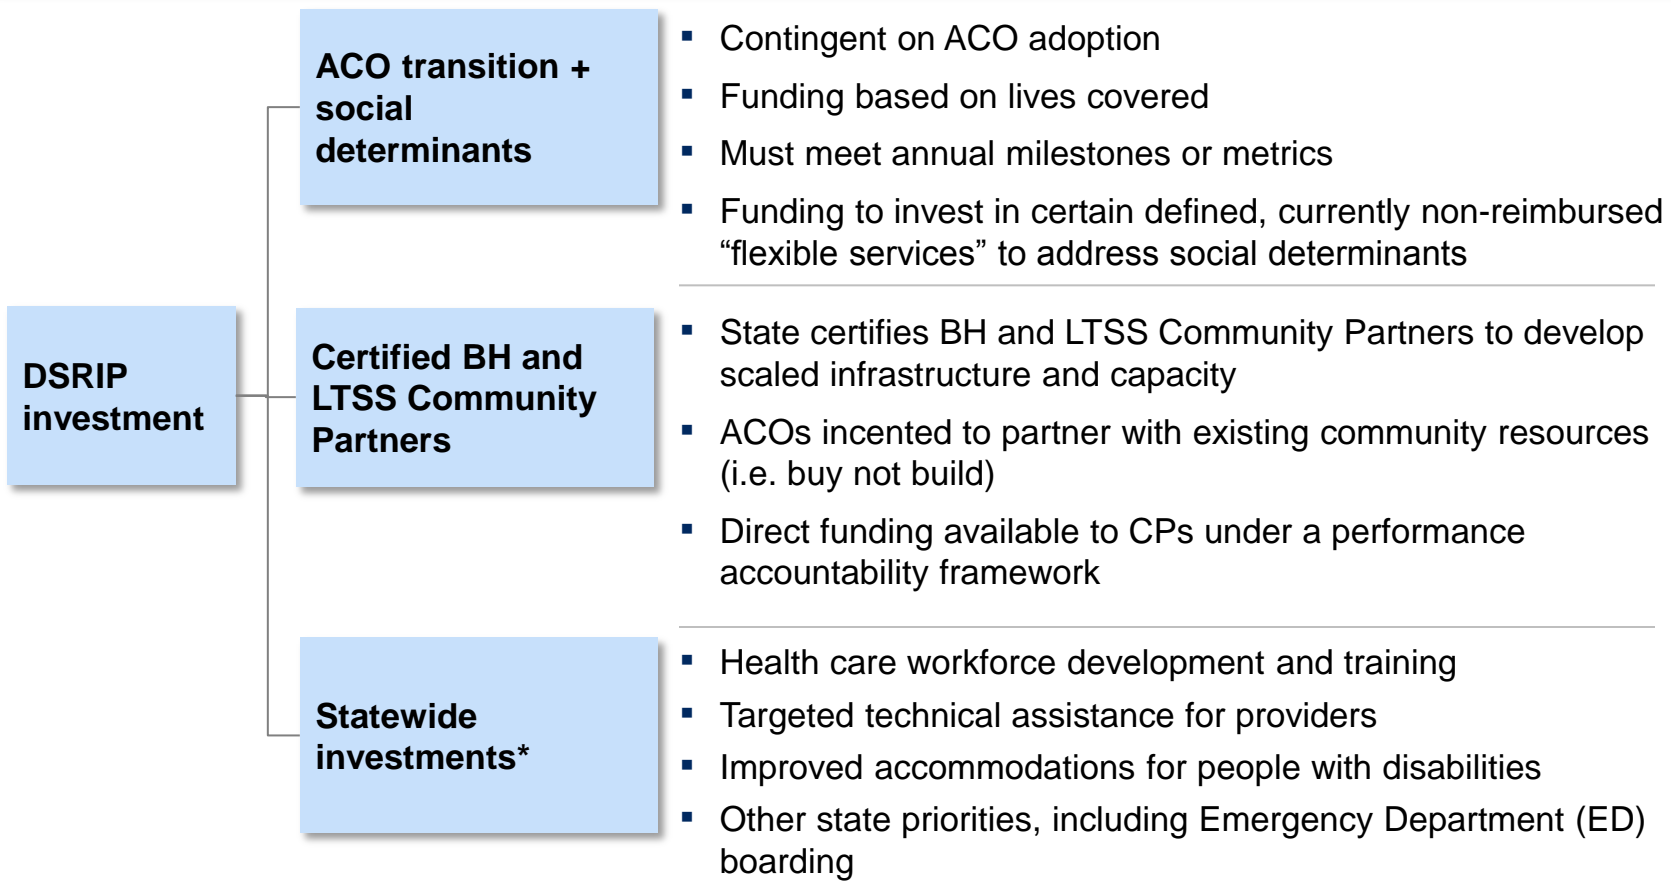 DSRIP
investment
ACO transition +
social
determinants
▪ Contingent on ACO adoption
▪ Funding based on lives covered
▪ Must meet annual milestones or metrics
▪ Funding to invest in certain defined, currently non-reimbursed
“flexible services” to address social determinants
Certified BH and
LTSS Community
Partners
▪ State certifies BH and LTSS Community Partners to develop
scaled infrastructure and capacity
▪ ACOs incented to partner with existing community resources
(i.e. buy not build)
▪ Direct funding available to CPs under a performance
accountability framework
Statewide
investments*
▪ Health care workforce development and training
▪ Targeted technical assistance for providers
▪ Improved accommodations for people with disabilities
▪ Other state priorities, including Emergency Department (ED)
boarding